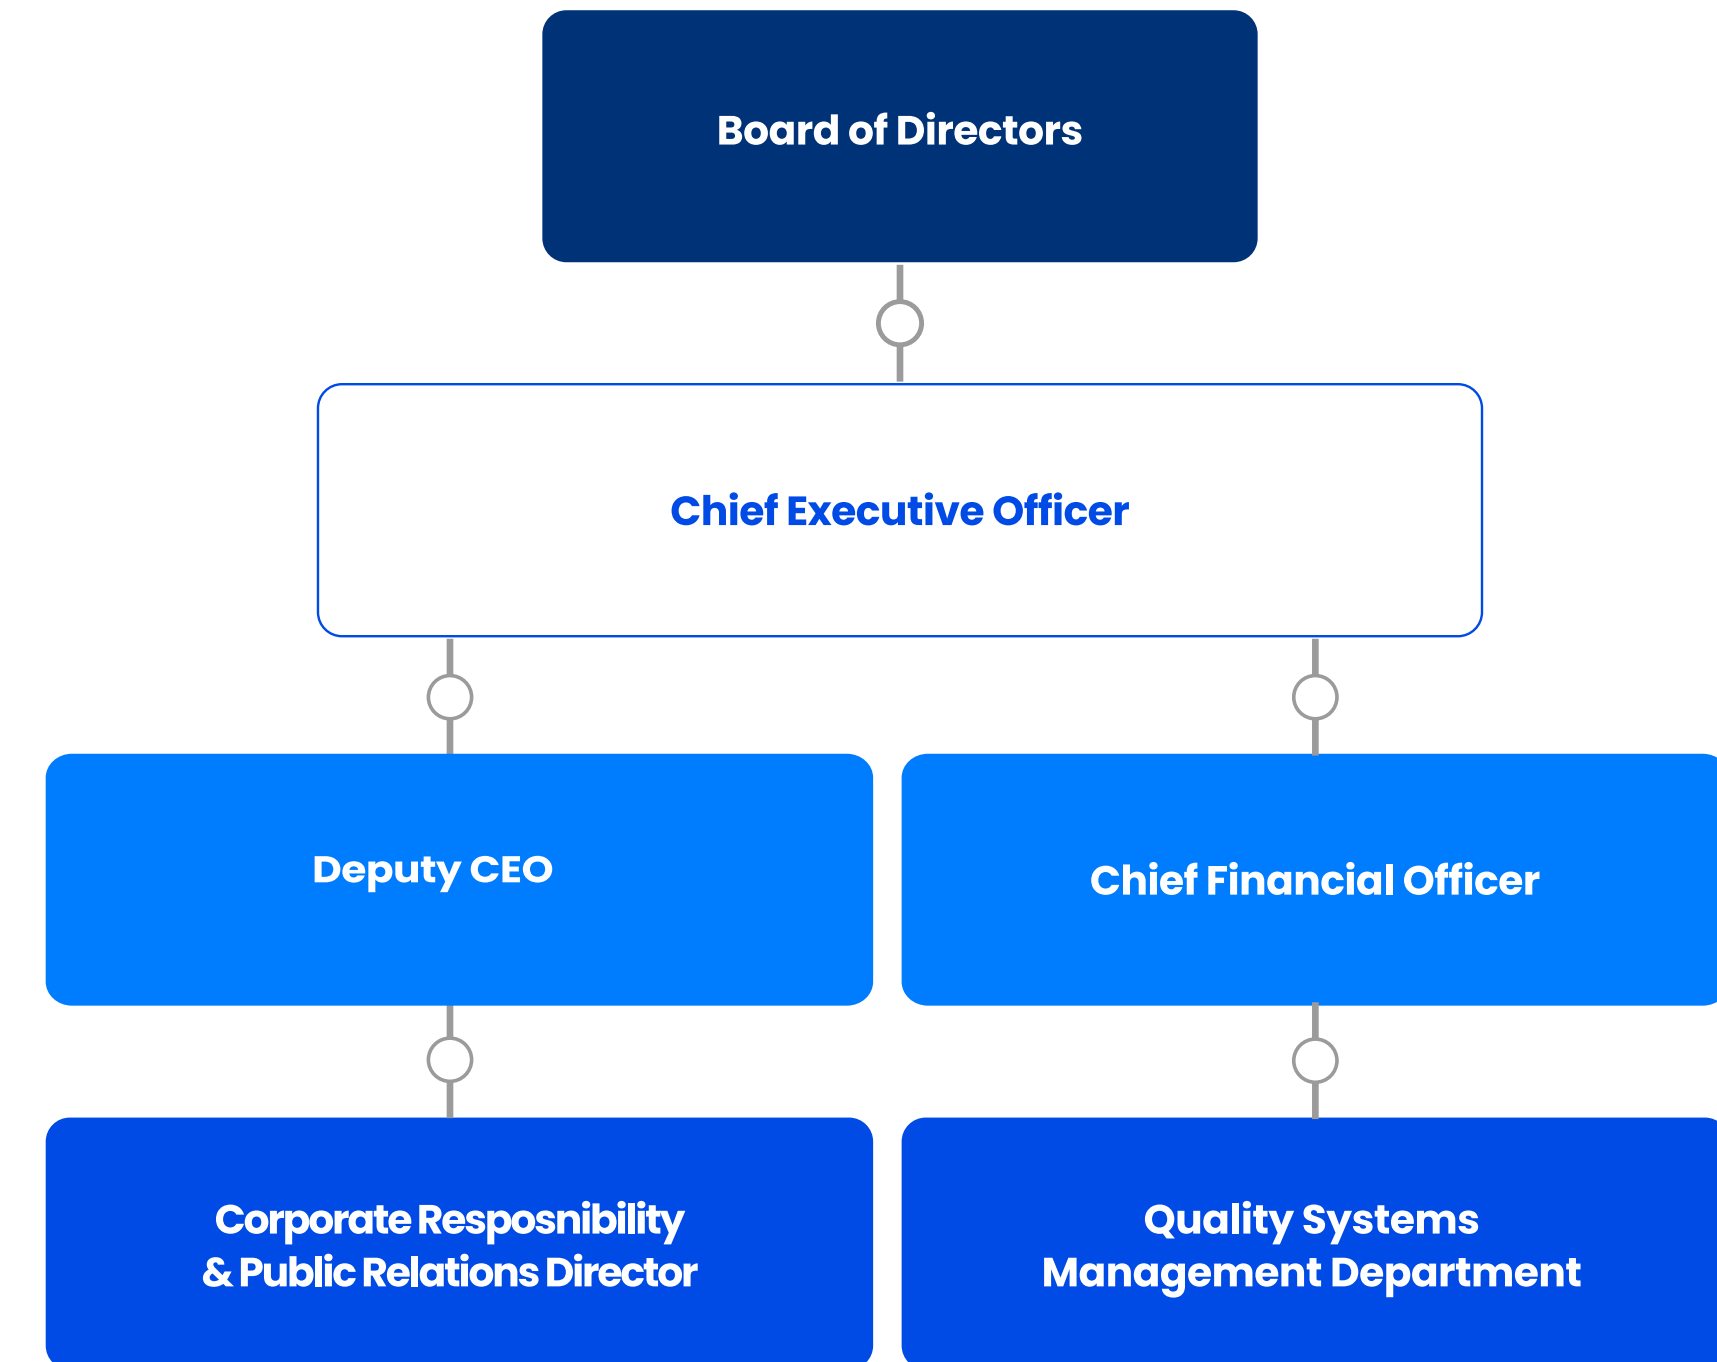 Board of Directors
Chief Executive Officer
Deputy CEO
Chief Financial Officer
Corporate Resposnibility
& Public Relations Director
Quality Systems
Management Department